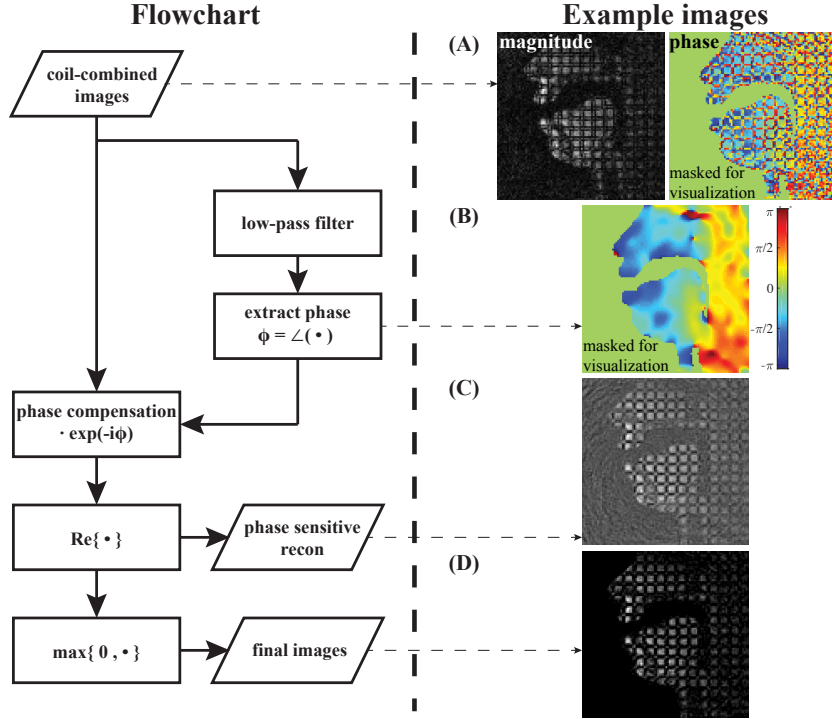 Flowchart
Example images
coil-combined
images
low-pass filter
extract phase
ϕ = ∠( • )
phase compensation
· exp(-iϕ)
Re{ • }
phase sensitive
recon
max{ 0 , • }
final images
(A)
magnitude
phase
masked for
visualization
(B)
masked for
visualization
π
π/2
0
-π/2
-π
(C)
(D)